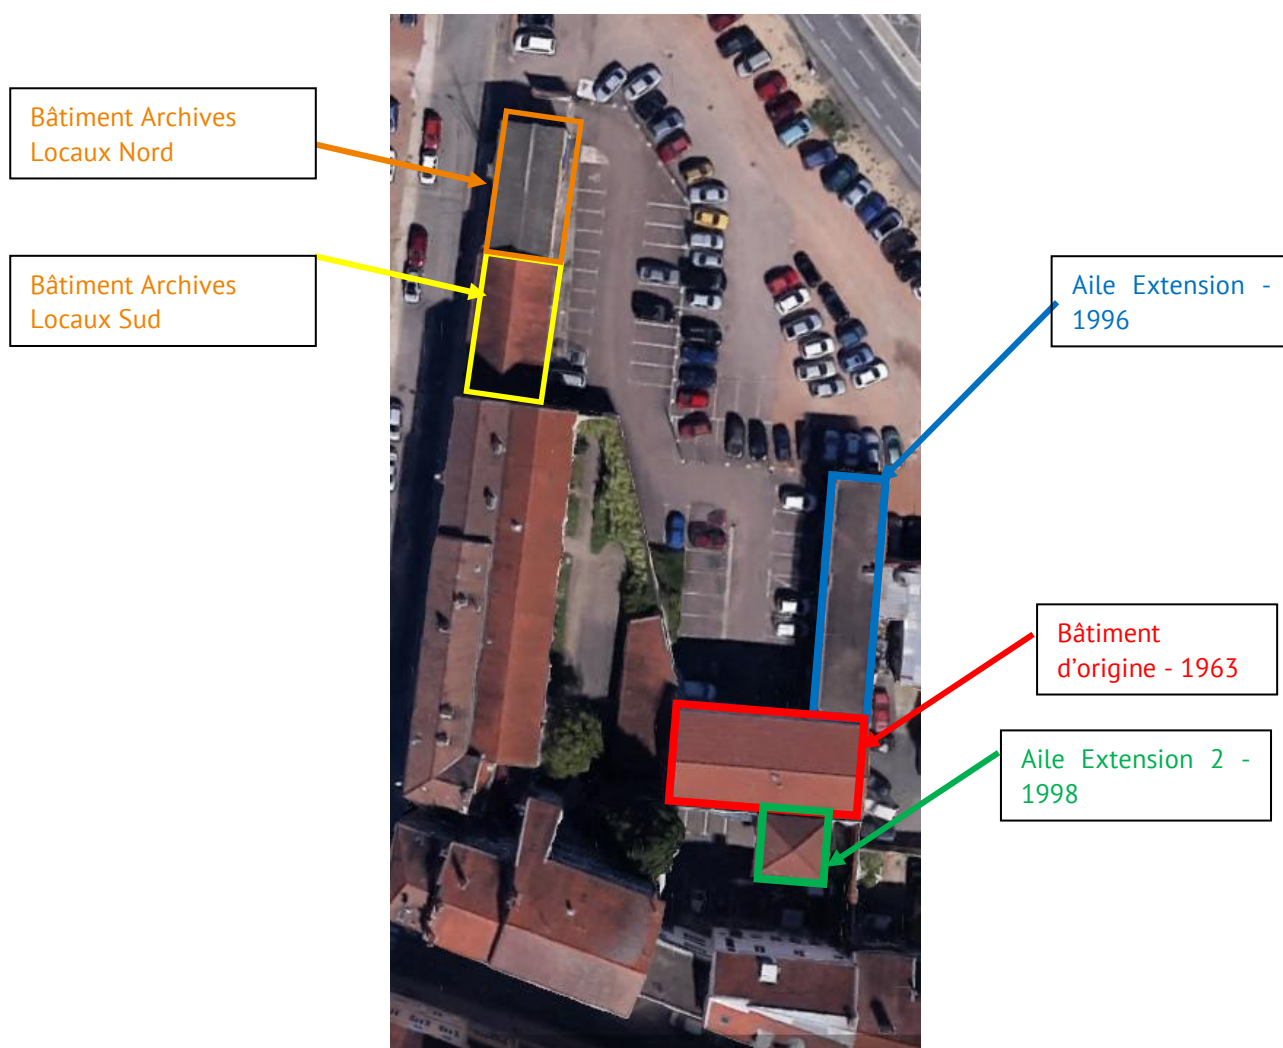 Bâtiment Archives
Locaux Nord
Bâtiment Archives
Locaux Sud
Aile Extension -
1996
Bâtiment
d’origine - 1963
Aile Extension 2 -
1998